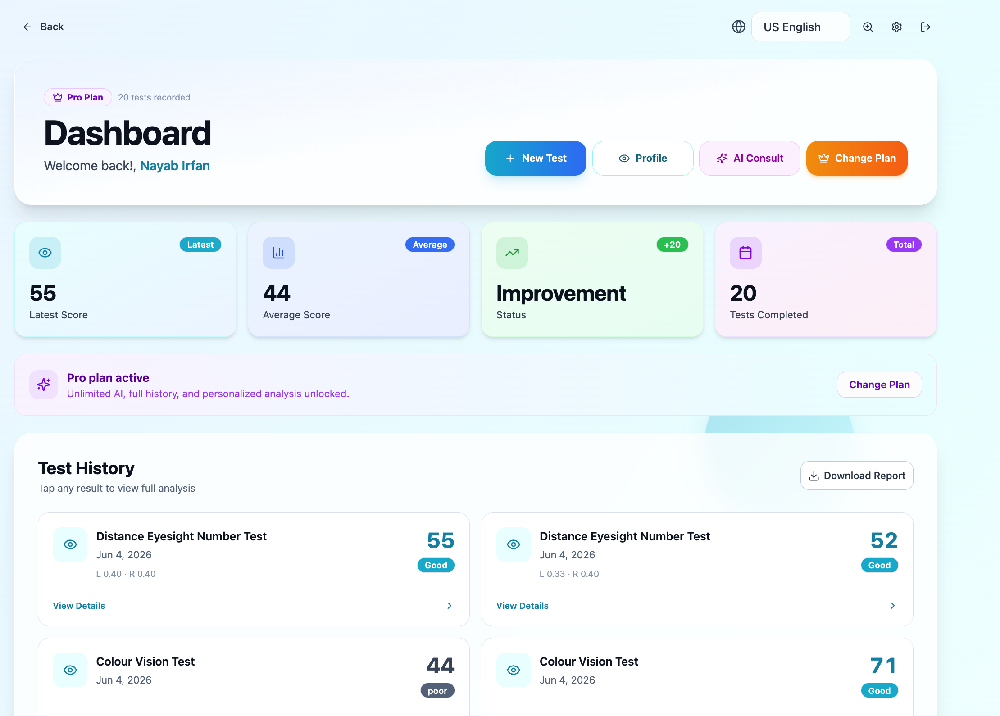 Back
US English
Pro Plan
20 tests recorded
Dashboard
Welcome back!, Nayab Irfan
New Test
Profile
AI Consult
Change Plan
Latest
55
Latest Score
Average
44
Average Score
+20
Improvement
Status
Total
20
Tests Completed
Pro plan active
Unlimited AI, full history, and personalized analysis unlocked.
Change Plan
Test History
Tap any result to view full analysis
Download Report
Distance Eyesight Number Test
Jun 4, 2026
L 0.40 · R 0.40
55
Good
View Details
Distance Eyesight Number Test
Jun 4, 2026
L 0.33 · R 0.40
52
Good
View Details
Colour Vision Test
Jun 4, 2026
44
poor
Colour Vision Test
Jun 4, 2026
71
Good